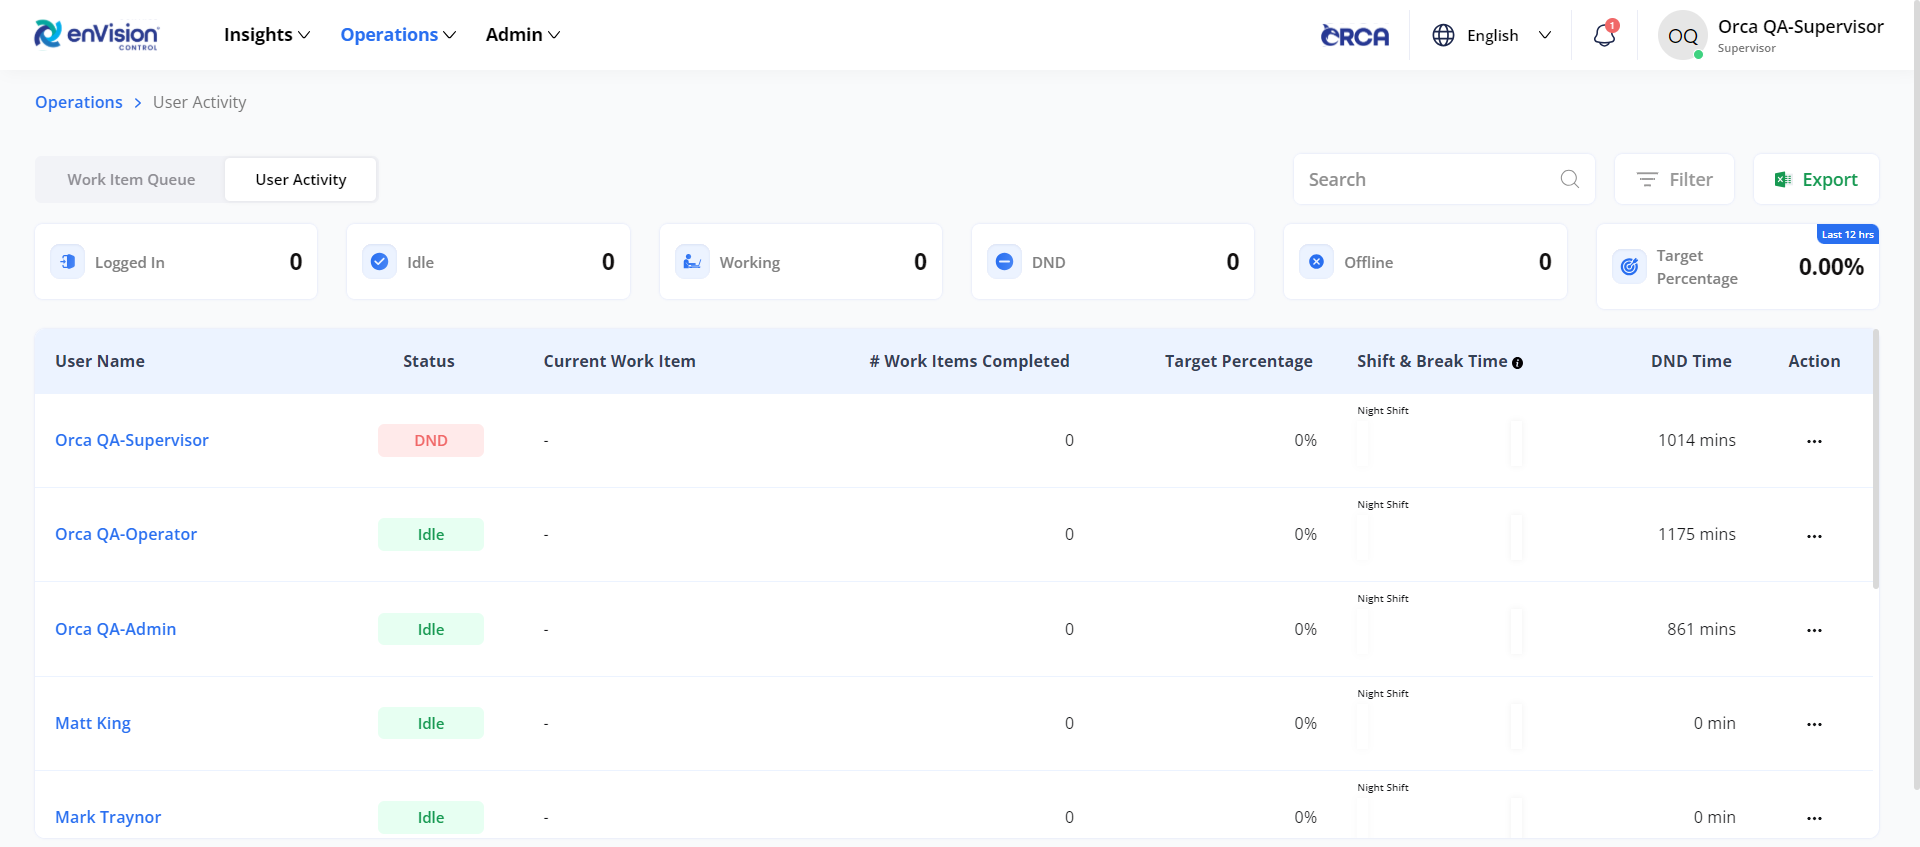 enVision
CONTROL
Insights
Operations
Admin
ORCA
English
1
OQ
Orca QA-Supervisor
Supervisor
Operations > User Activity
Work Item Queue
User Activity
Search
Filter
Export
Logged In 0
Idle 0
Working 0
DND 0
Offline 0
Last 12 hrs
Target
Percentage
0.00%
User Name Status Current Work Item # Work Items Completed Target Percentage Shift & Break Time DND Time Action
Night Shift
Orca QA-Supervisor DND - 0 0% 1014 mins ...
Night Shift
Orca QA-Operator Idle - 0 0% 1175 mins ...
Night Shift
Orca QA-Admin Idle - 0 0% 861 mins ...
Night Shift
Matt King Idle - 0 0% 0 min ...
Night Shift
Mark Traynor Idle - 0 0% 0 min ...